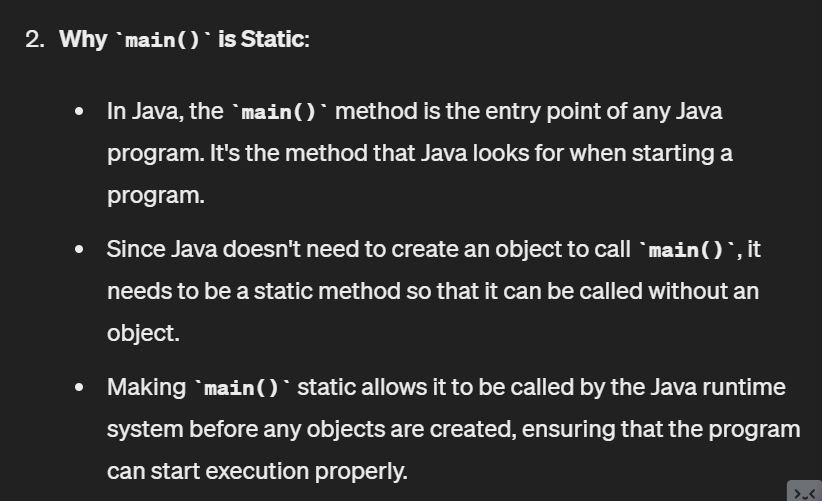 2. Why `main()` is Static:
• In Java, the `main()` method is the entry point of any Java
program. It's the method that Java looks for when starting a
program.
• Since Java doesn't need to create an object to call `main()`, it
needs to be a static method so that it can be called without an
object.
• Making `main()` static allows it to be called by the Java runtime
system before any objects are created, ensuring that the program
can start execution properly.